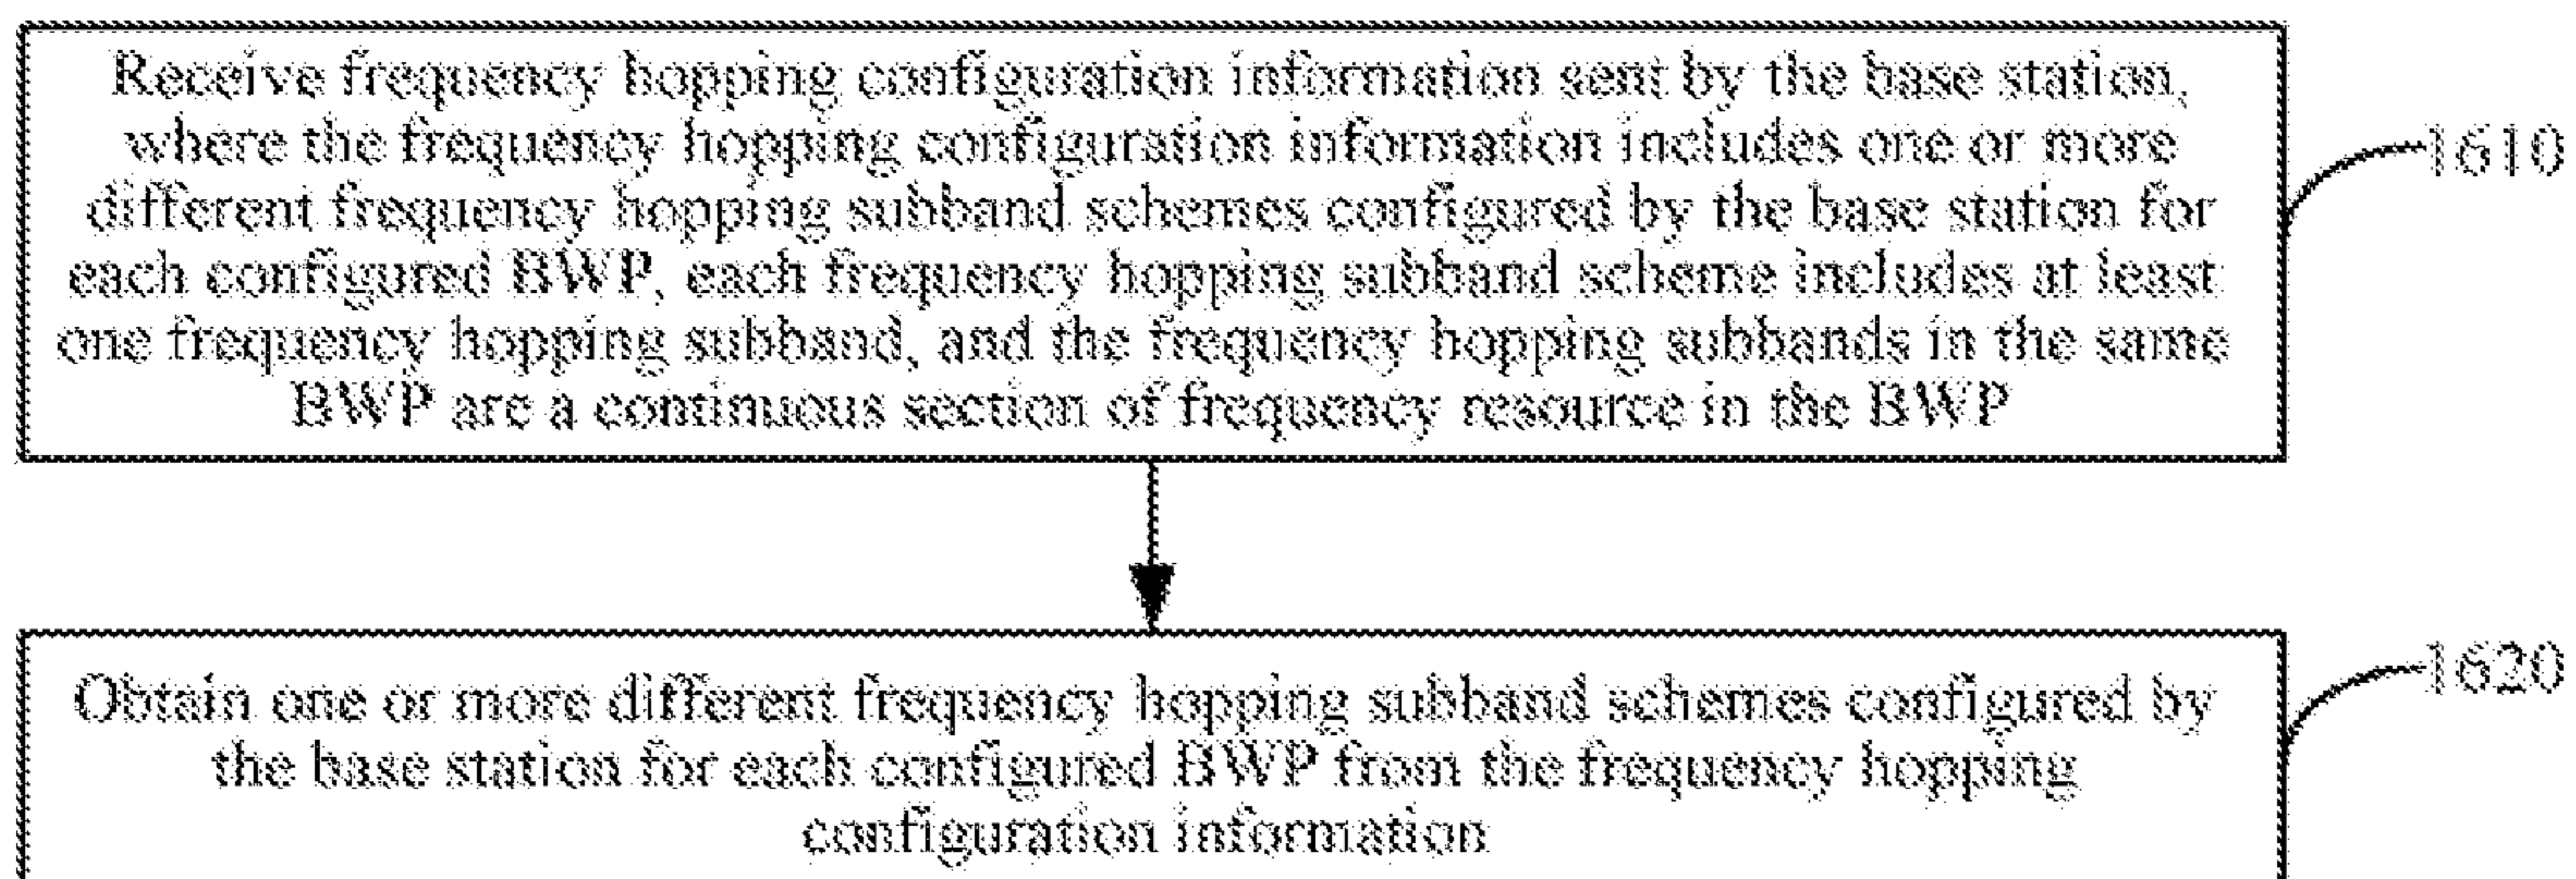 Receive frequency hopping configuration information sent by the base station,
where the frequency hopping configuration information includes one or more
different frequency hopping subband schemes configured by the base station for
each configured BWP, each frequency hopping subband scheme includes at least
one frequency hopping subband, and the frequency hopping subbands in the same
BWP are a continuous section of frequency resource in the BWP
1610
Obtain one or more different frequency hopping subband schemes configured by
the base station for each configured BWP from the frequency hopping
configuration information
1620